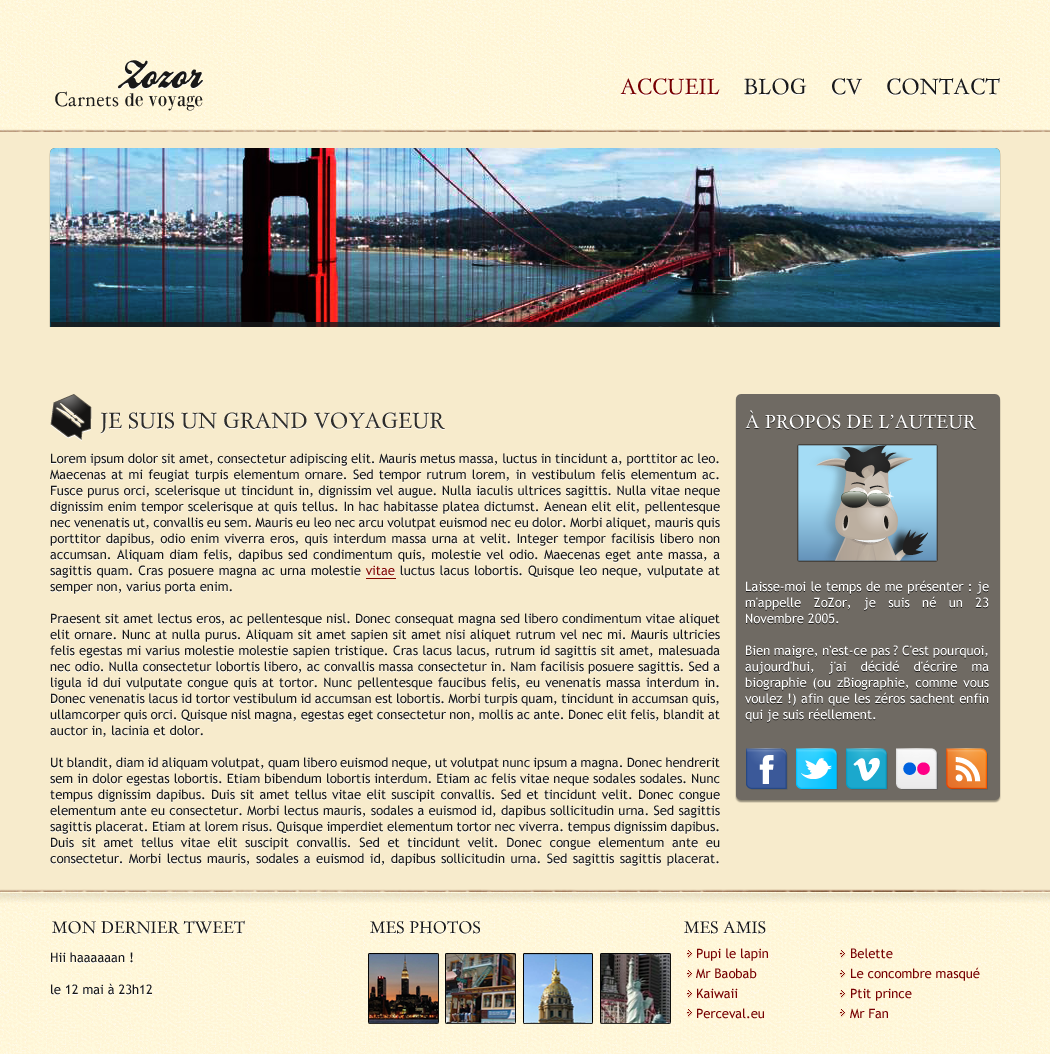 Zozor
Carnets de voyage
ACCUEIL BLOG CV CONTACT
JE SUIS UN GRAND VOYAGEUR
Lorem ipsum dolor sit amet, consectetur adipiscing elit. Mauris metus massa, luctus in tincidunt a, porttitor ac leo.
Maecenas at mi feugiat turpis elementum ornare. Sed tempor rutrum lorem, in vestibulum felis elementum ac.
Fusce purus orci, scelerisque ut tincidunt in, dignissim vel augue. Nulla iaculis ultrices sagittis. Nulla vitae neque
dignissim enim tempor scelerisque at quis tellus. In hac habitasse platea dictumst. Aenean elit elit, pellentesque
nec venenatis ut, convallis eu sem. Mauris eu leo nec arcu volutpat euismod nec eu dolor. Morbi aliquet, mauris quis
porttitor dapibus, odio enim viverra eros, quis interdum massa urna at velit. Integer tempor facilisis libero non
accumsan. Aliquam diam felis, dapibus sed condimentum quis, molestie vel odio. Maecenas eget ante massa, a
sagittis quam. Cras posuere magna ac urna molestie vitae luctus lacus lobortis. Quisque leo neque, vulputate at
semper non, varius porta enim.
Praesent sit amet lectus eros, ac pellentesque nisl. Donec consequat magna sed libero condimentum vitae aliquet
elit ornare. Nunc at nulla purus. Aliquam sit amet sapien sit amet nisi aliquet rutrum vel nec mi. Mauris ultricies
felis egestas mi varius molestie molestie sapien tristique. Cras lacus lacus, rutrum id sagittis sit amet, malesuada
nec odio. Nulla consectetur lobortis libero, ac convallis massa consectetur in. Nam facilisis posuere sagittis. Sed a
ligula id dui vulputate congue quis at tortor. Nunc pellentesque faucibus felis, eu venenatis massa interdum in.
Donec venenatis lacus id tortor vestibulum id accumsan est lobortis. Morbi turpis quam, tincidunt in accumsan quis,
ullamcorper quis orci. Quisque nisl magna, egestas eget consectetur non, mollis ac ante. Donec elit felis, blandit at
auctor in, lacinia et dolor.
Ut blandit, diam id aliquam volutpat, quam libero euismod neque, ut volutpat nunc ipsum a magna. Donec hendrerit
sem in dolor egestas lobortis. Etiam bibendum lobortis interdum. Etiam ac felis vitae neque sodales sodales. Nunc
tempus dignissim dapibus. Duis sit amet tellus vitae elit suscipit convallis. Sed et tincidunt velit. Donec congue
elementum ante eu consectetur. Morbi lectus mauris, sodales a euismod id, dapibus sollicitudin urna. Sed sagittis
sagittis placerat. Etiam at lorem risus. Quisque imperdiet elementum tortor nec viverra. tempus dignissim dapibus.
Duis sit amet tellus vitae elit suscipit convallis. Sed et tincidunt velit. Donec congue elementum ante eu
consectetur. Morbi lectus mauris, sodales a euismod id, dapibus sollicitudin urna. Sed sagittis sagittis placerat.
À PROPOS DE L'AUTEUR
Laisse-moi le temps de me présenter : je
m'appelle ZoZor, je suis né un 23
Novembre 2005.
Bien maigre, n'est-ce pas ? C'est pourquoi,
aujourd'hui, j'ai décidé d'écrire ma
biographie (ou zBiographie, comme vous
voulez !) afin que les zéros sachent enfin
qui je suis réellement.
MON DERNIER TWEET
Hii haaaaaan !
le 12 mai à 23h12
MES PHOTOS
MES AMIS
Pupi le lapin
Mr Baobab
Kaiwaii
Perceval.eu
Belette
Le concombre masqué
Ptit prince
Mr Fan